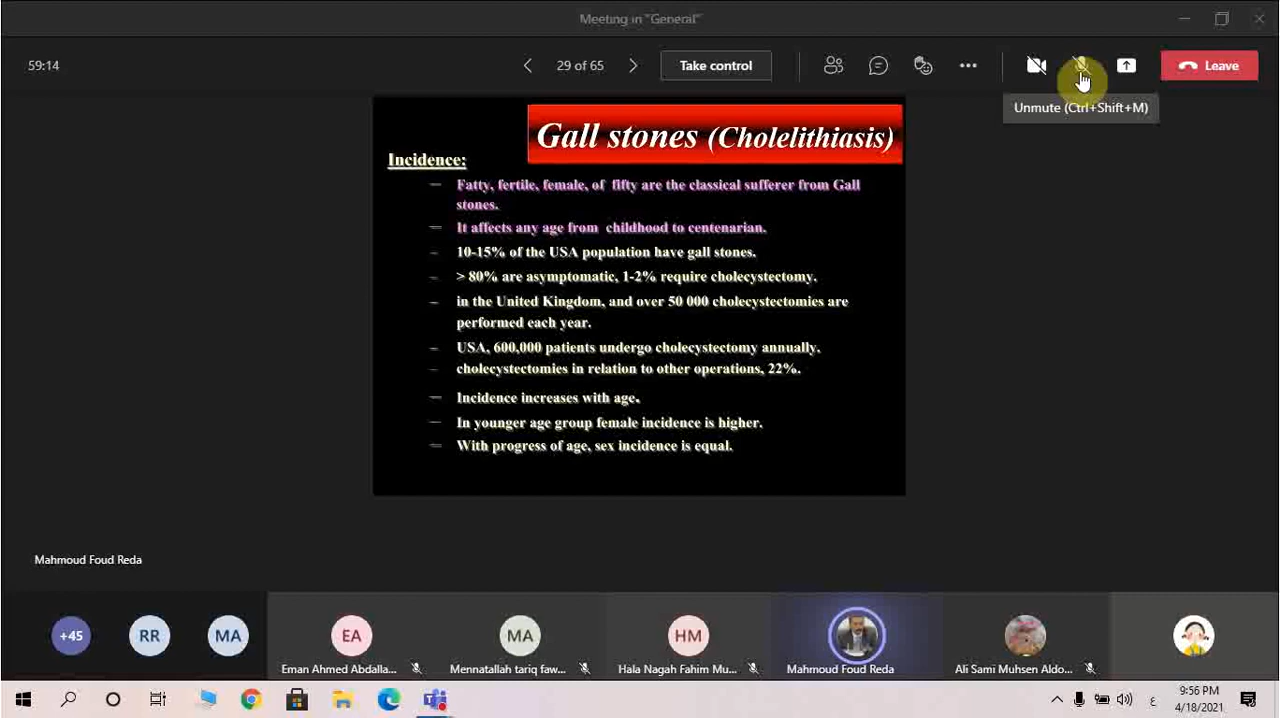 Meeting in "General"
59:14
29 of 65
Take control
Leave
Unmute (Ctrl+Shift+M)
Gall stones (Cholelithiasis)
Incidence:
— Fatty, fertile, female, of fifty are the classical sufferer from Gall
stones.
— It affects any age from childhood to centenarian.
– 10-15% of the USA population have gall stones.
– > 80% are asymptomatic, 1-2% require cholecystectomy.
– in the United Kingdom, and over 50 000 cholecystectomies are
performed each year.
– USA, 600,000 patients undergo cholecystectomy annually.
– cholecystectomies in relation to other operations, 22%.
— Incidence increases with age.
– In younger age group female incidence is higher.
— With progress of age, sex incidence is equal.
Mahmoud Foud Reda
+45
RR
MA
EA
MA
HM
Eman Ahmed Abdalla...
Mennatallah tariq faw...
Hala Nagah Fahim Mu...
Mahmoud Foud Reda
Ali Sami Muhsen Aldo...
ع
9:56 PM
4/18/2021